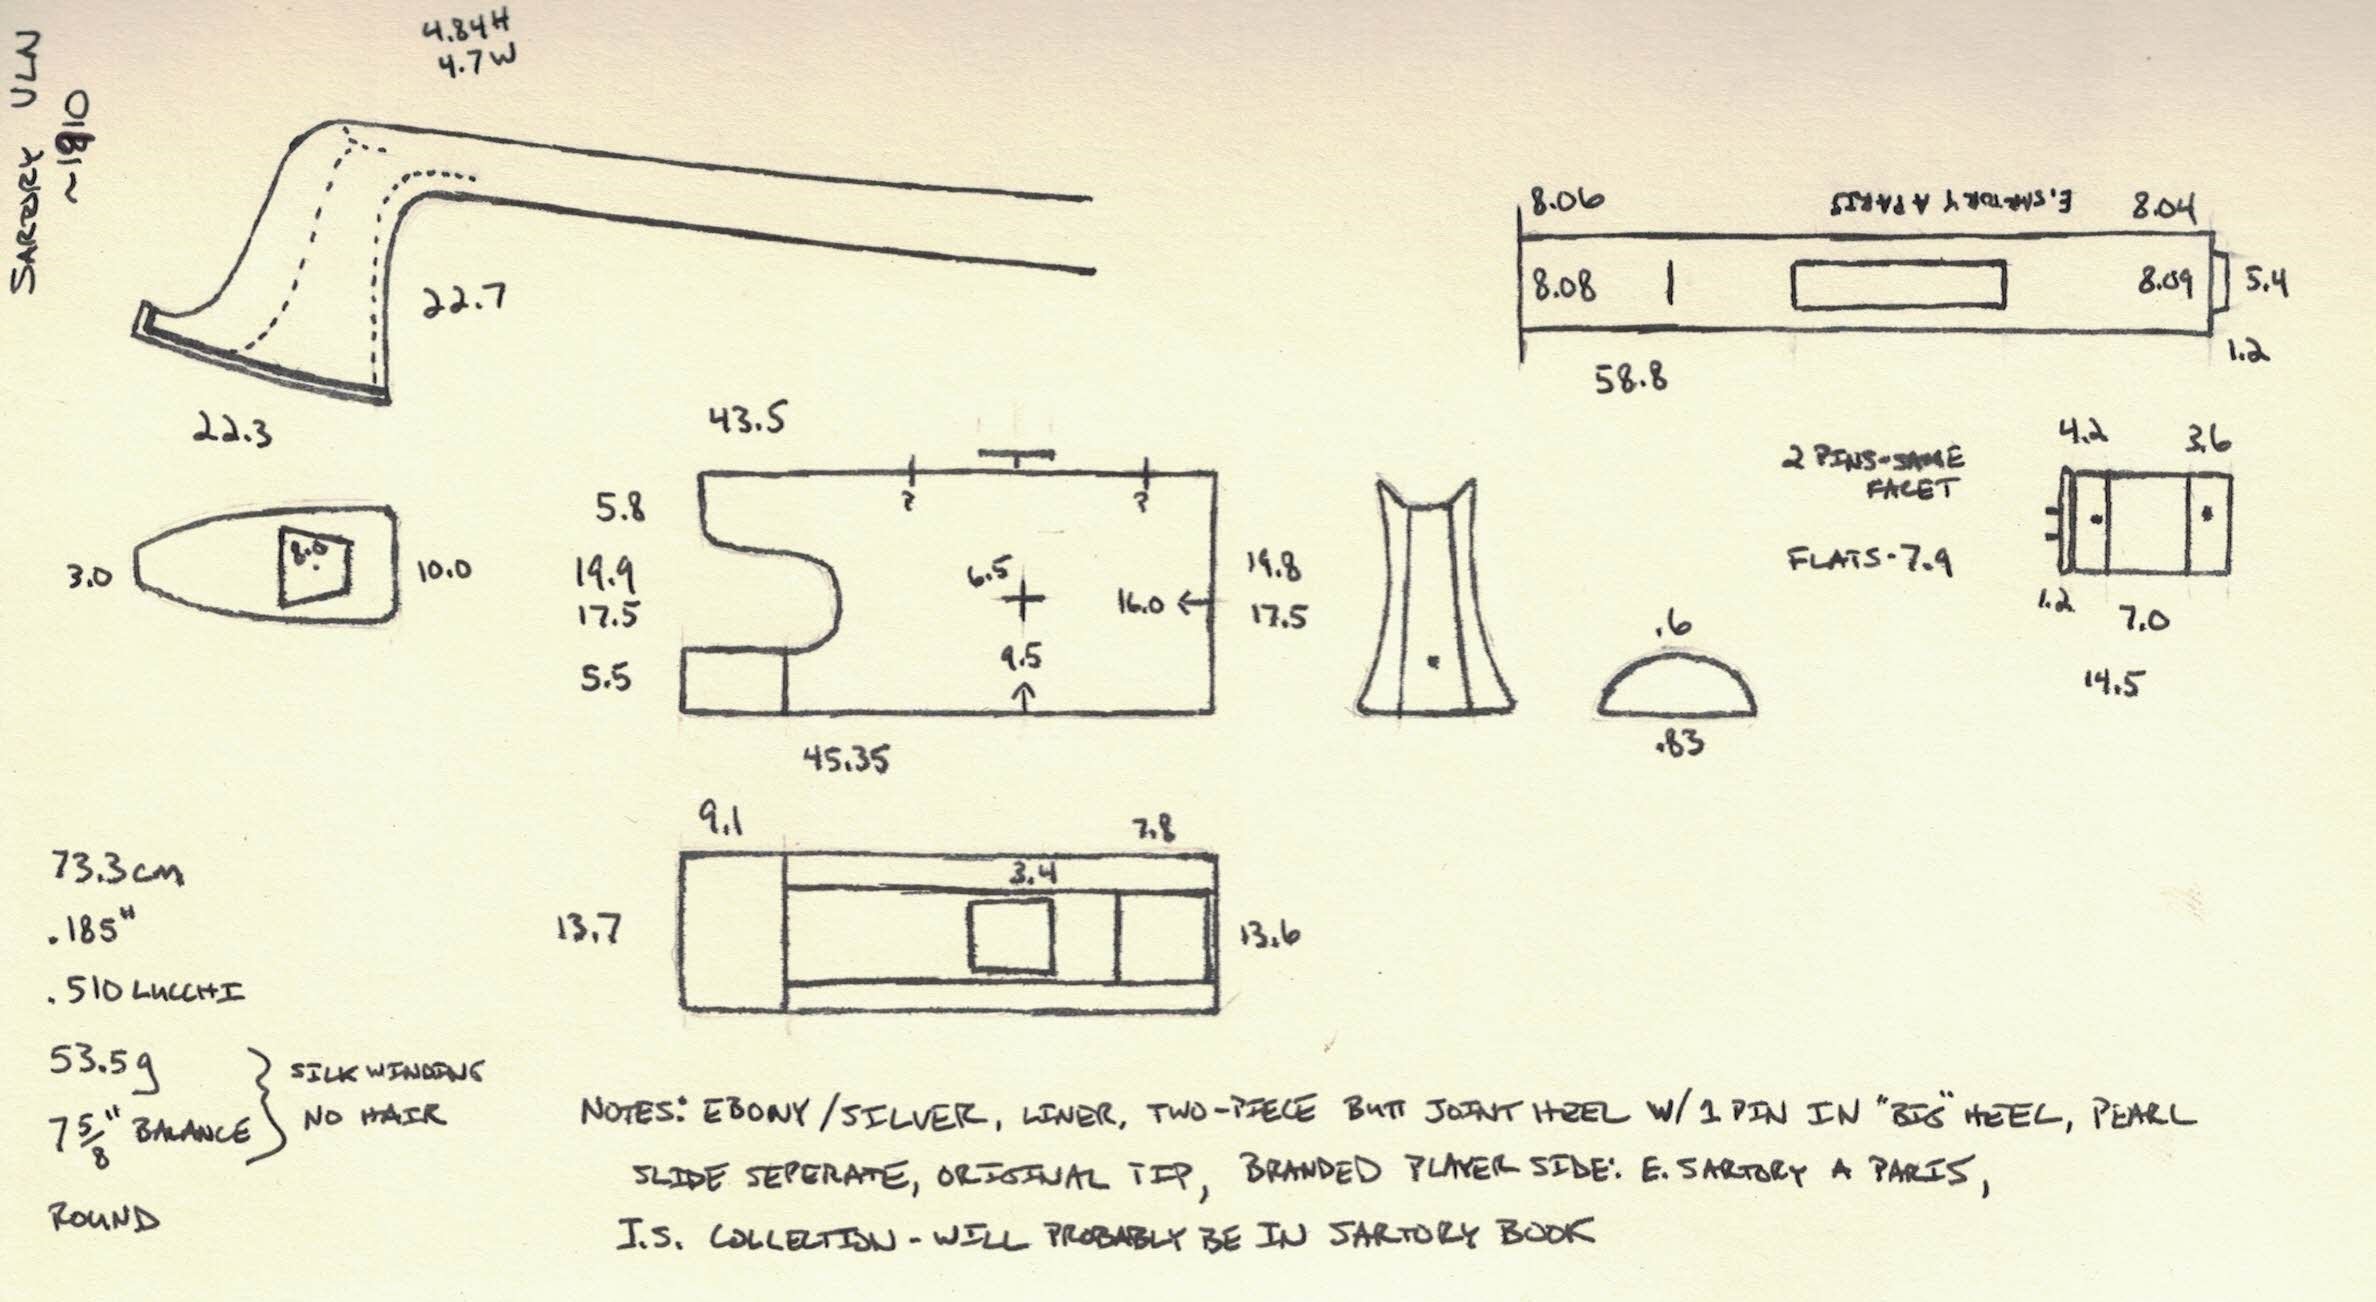 SARTORY VLN
~1910
4.84H
4.7W
22.7
22.3
8.06
E. SARTORY A PARIS
8.04
8.08
8.09
5.4
1.2
58.8
3.0
8.0
10.0
43.5
5.8
?
?
19.9
17.5
6.5
16.0
19.8
17.5
9.5
5.5
45.35
.6
.83
2 PINS-SAME
FACET
FLATS-7.9
4.2
3.6
1.2
7.0
14.5
9.1
7.8
3.4
13.7
13.6
73.3cm
.185"
.510 LUCCHI
53.5g
7 5/8" BALANCE
SILK WINDING
NO HAIR
ROUND
NOTES: EBONY/SILVER, LINER, TWO-PIECE BUTT JOINT HEEL W/ 1 PIN IN "BIG" HEEL, PEARL
SLIDE SEPERATE, ORIGINAL TIP, BRANDED PLAYER SIDE: E. SARTORY A PARIS,
I.S. COLLECTION - WILL PROBABLY BE IN SARTORY BOOK